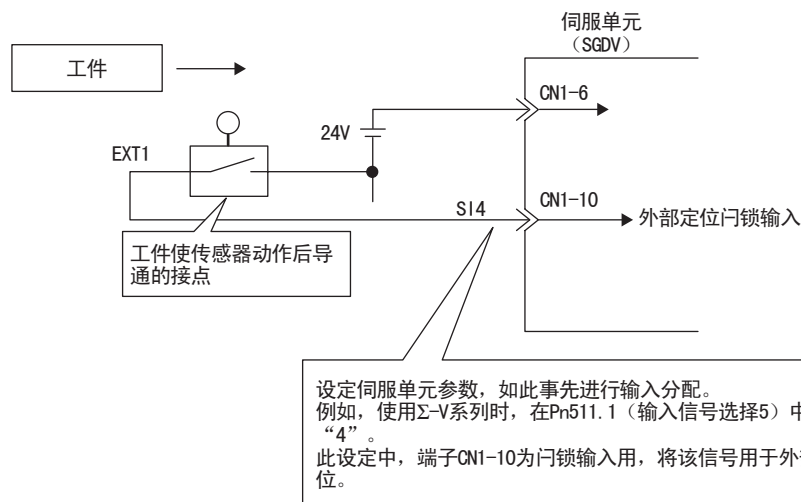 伺服单元
（SGDV）
工件
CN1-6
24V
EXT1
CN1-10
SI4
外部定位闩锁输入
工件使传感器动作后导
通的接点
设定伺服单元参数，如此事先进行输入分配。
例如，使用Σ-V系列时，在Pn511.1（输入信号选择5）中
“4”。
此设定中，端子CN1-10为闩锁输入用，将该信号用于外
位。